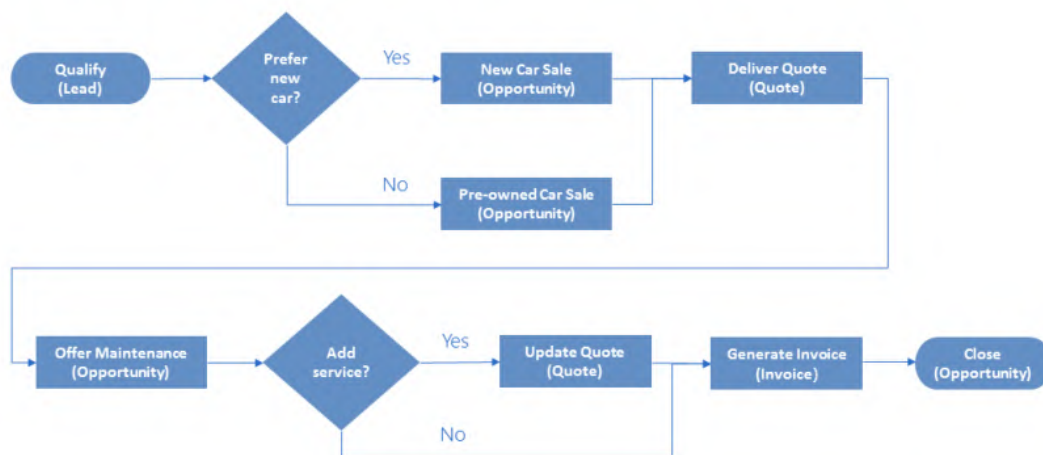 Qualify
(Lead)
Prefer
new
car?
Yes
New Car Sale
(Opportunity)
Deliver Quote
(Quote)
No
Pre-owned Car Sale
(Opportunity)
Offer Maintenance
(Opportunity)
Add
service?
Yes
Update Quote
(Quote)
Generate Invoice
(Invoice)
Close
(Opportunity)
No